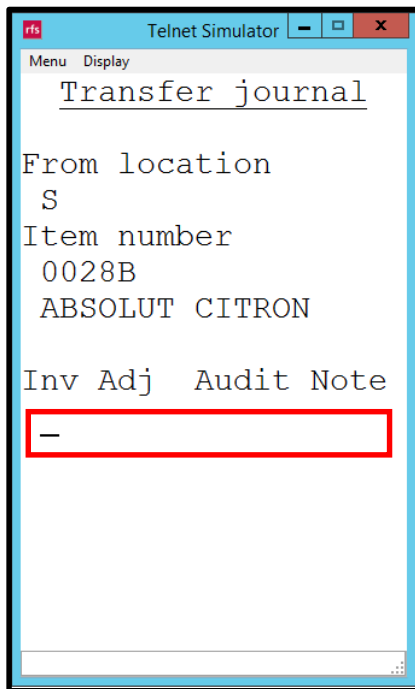 rfs Telnet Simulator
Menu Display
Transfer journal
From location
S
Item number
0028B
ABSOLUT CITRON
Inv Adj Audit Note
_